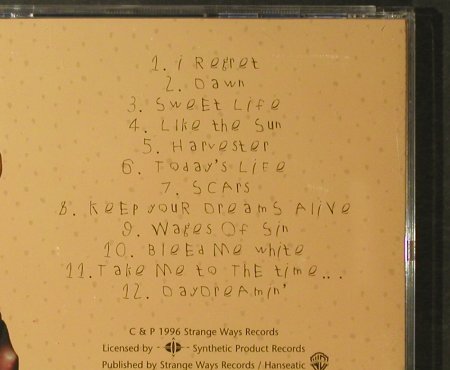 1. i Regret
2. Dawn
3. SweEt Life
4. Like the Sun
5. Harvester
6. Today's Life
7. SCArs
8. KeEp youR DreamS AliVe
9. Wages Of Sin
10. BleEd Me white
11. Take Me to ThE time...
12. DayDreAmin'
C & P 1996 Strange Ways Records
Licensed by Synthetic Product Records
Published by Strange Ways Records / Hanseatic